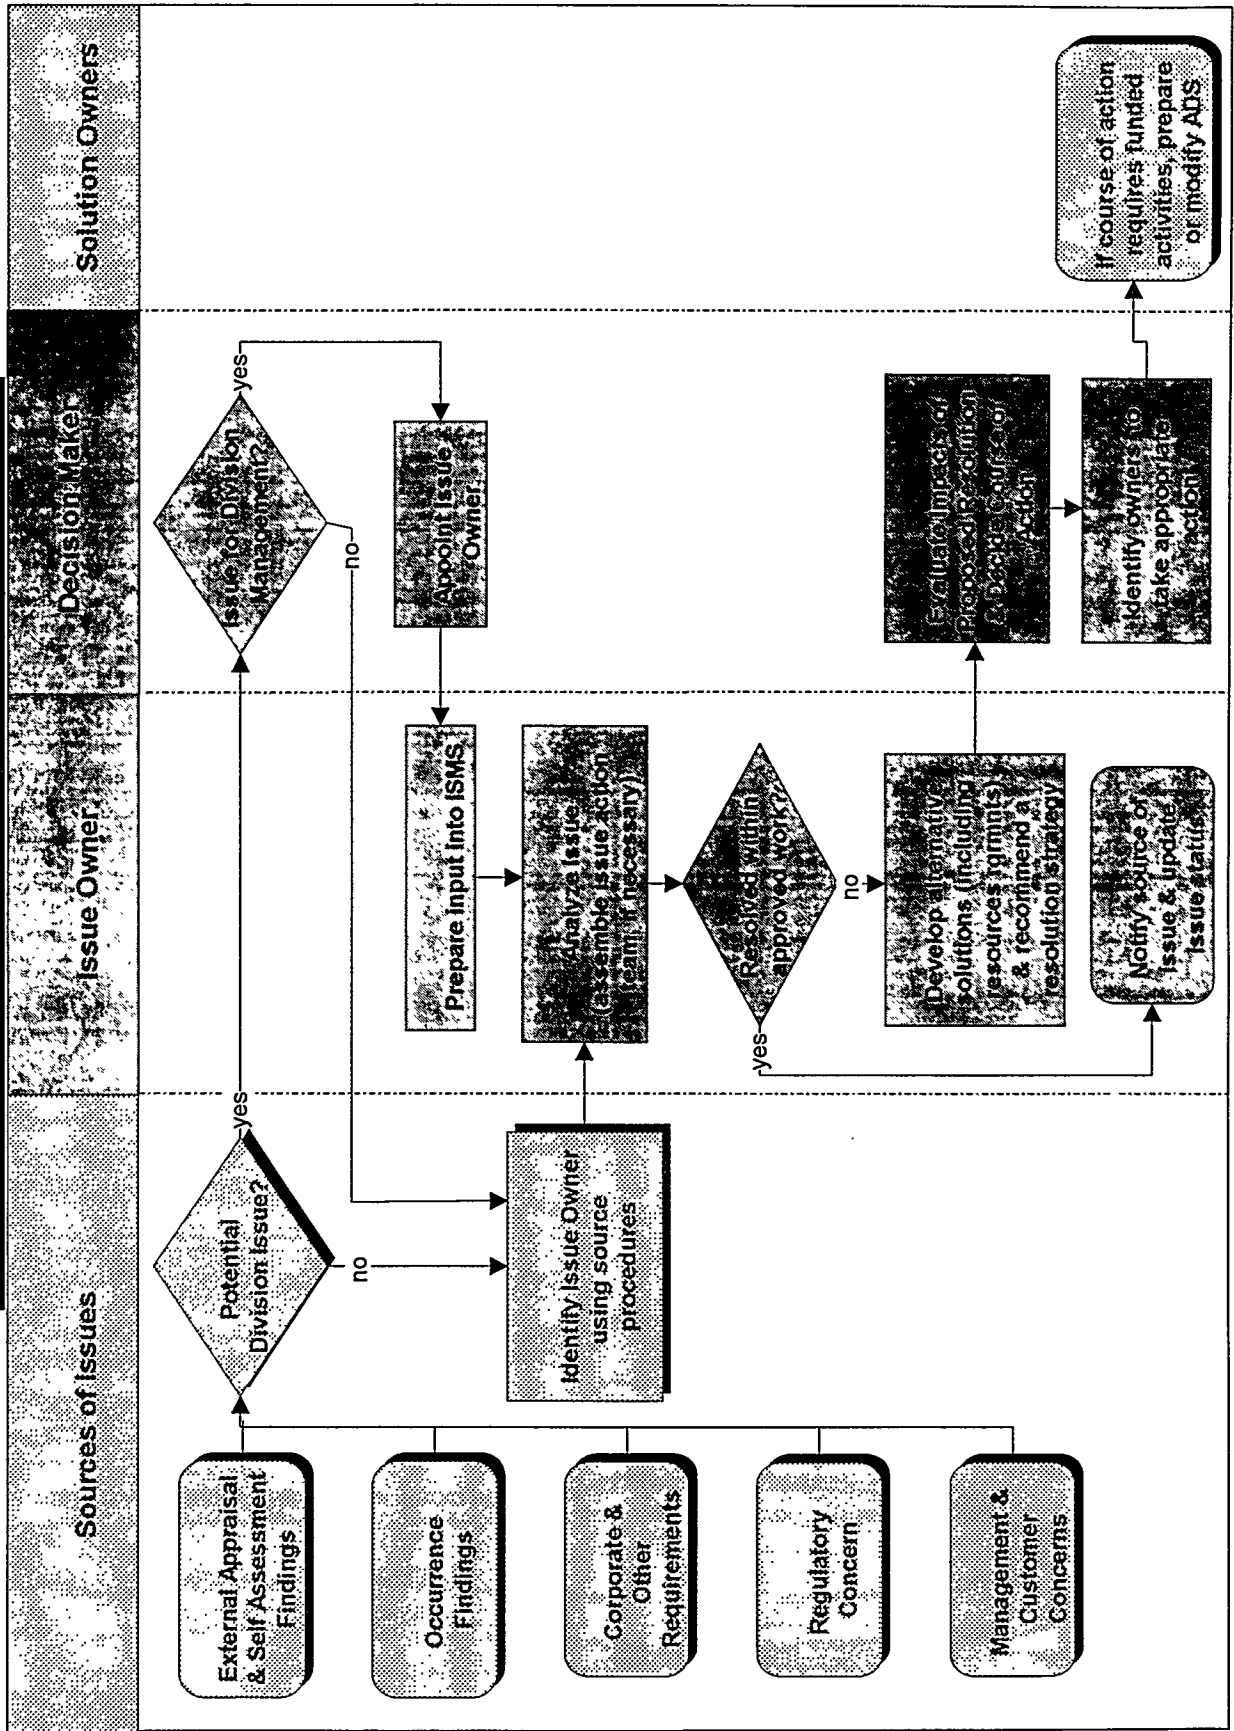 Sources of Issues
Issue Owner
Decision Maker
Solution Owners
External Appraisal
& Self Assessment
Findings
Occurrence
Findings
Corporate &
Other
Requirements
Regulatory
Concern
Management &
Customer
Concerns
Potential
Division Issue?
yes
no
Identify Issue Owner
using source
procedures
Issue for Division
Management?
yes
no
Appoint Issue
Owner
Prepare Input into ISMS
Analyze Issue
(assemble issue action
team, if necessary)
Resolved within
approved work?
yes
no
Develop alternative
solutions (including
resources rqrmnts)
& recommend a
resolution strategy
Notify source of
Issue & update
Issue status
Evaluate Impacts of
Proposed Resolution
& Decide Course of
Action
Identify owners to
take appropriate
action
If course of action
requires funded
activities, prepare
or modify ADS